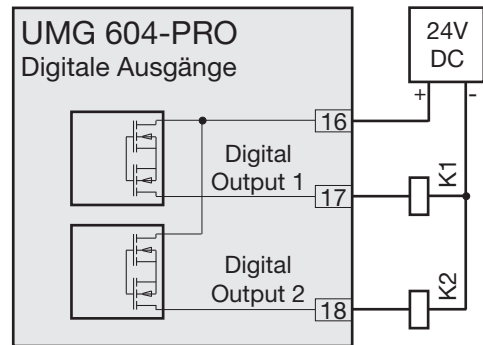 UMG 604-PRO
Digitale Ausgänge
24V
DC
+ -
16
Digital
Output 1
17
K1
Digital
Output 2
18
K2